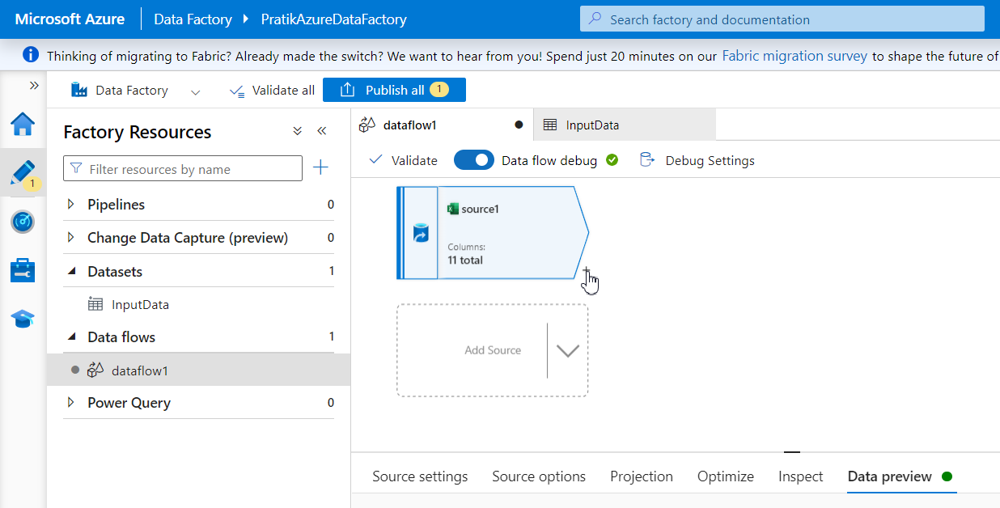 Microsoft Azure
Data Factory
PratikAzureDataFactory
Search factory and documentation
Thinking of migrating to Fabric? Already made the switch? We want to hear from you! Spend just 20 minutes on our Fabric migration survey to shape the future of
Data Factory
Validate all
Publish all 1
1
Factory Resources
Filter resources by name
Pipelines 0
Change Data Capture (preview) 0
Datasets 1
InputData
Data flows 1
dataflow1
Power Query 0
dataflow1
InputData
Validate
Data flow debug
Debug Settings
source1
Columns:
11 total
Add Source
Source settings
Source options
Projection
Optimize
Inspect
Data preview